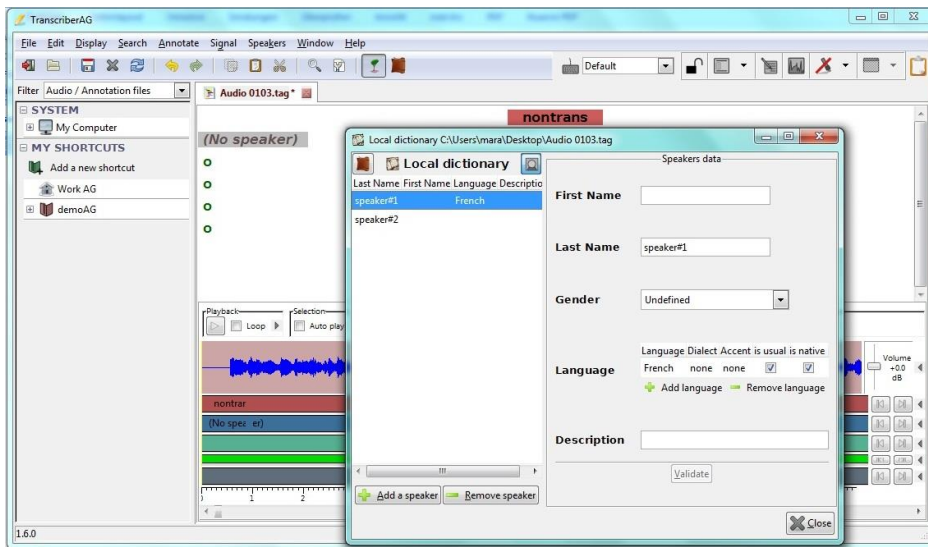 TranscriberAG
File Edit Display Search Annotate Signal Speakers Window Help
Default
Filter Audio / Annotation files
Audio 0103.tag*
SYSTEM
My Computer
MY SHORTCUTS
Add a new shortcut
Work AG
demoAG
nontrans
(No speaker)
Playback
Selection
Loop
Auto play
Volume
+0.0
dB
nontrar
(No spea er)
1 2
1.6.0
Local dictionary C:\Users\mara\Desktop\Audio 0103.tag
Local dictionary
Last Name First Name Language Descriptio
speaker#1 French
speaker#2
Add a speaker Remove speaker
Speakers data
First Name
Last Name speaker#1
Gender Undefined
Language Dialect Accent is usual is native
Language French none none
Add language Remove language
Description
Validate
Close